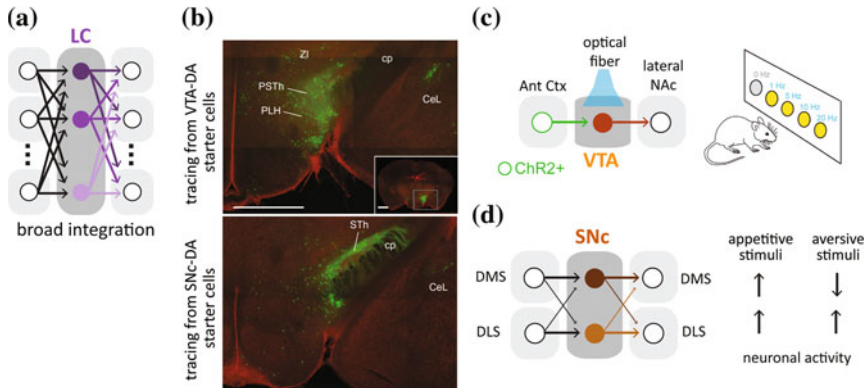 (a)
LC
broad integration
(b)
tracing from VTA-DA
starter cells
ZI
cp
PSTh
CeL
PLH
tracing from SNc-DA
starter cells
STh
cp
CeL
(c)
optical
fiber
lateral
NAc
Ant Ctx
ChR2+
VTA
0 Hz
1 Hz
5 Hz
10 Hz
20 Hz
(d)
SNc
DMS
DMS
DLS
DLS
appetitive
stimuli
aversive
stimuli
neuronal activity